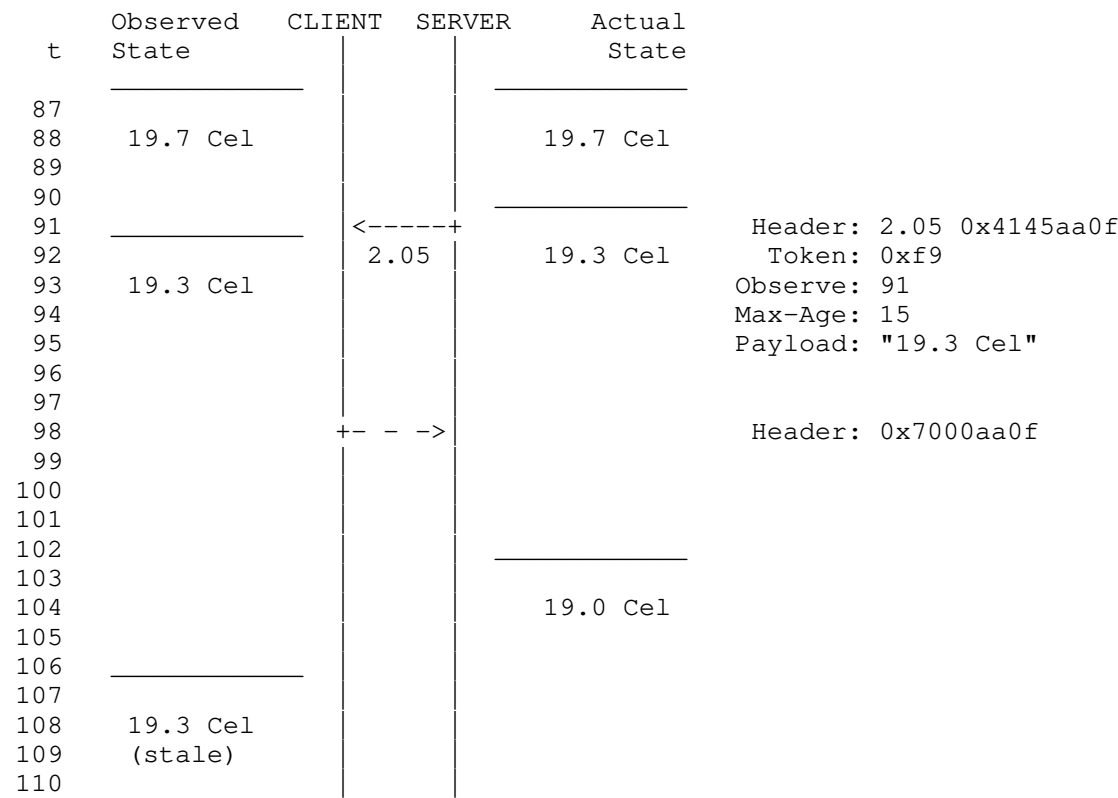 Observed CLIENT SERVER Actual
t State State
87
88 19.7 Cel 19.7 Cel
89
90
91 <-----+ Header: 2.05 0x4145aa0f
92 2.05 19.3 Cel Token: 0xf9
93 19.3 Cel Observe: 91
94 Max-Age: 15
95 Payload: "19.3 Cel"
96
97
98 +- - -> Header: 0x7000aa0f
99
100
101
102
103
104 19.0 Cel
105
106
107
108 19.3 Cel
109 (stale)
110